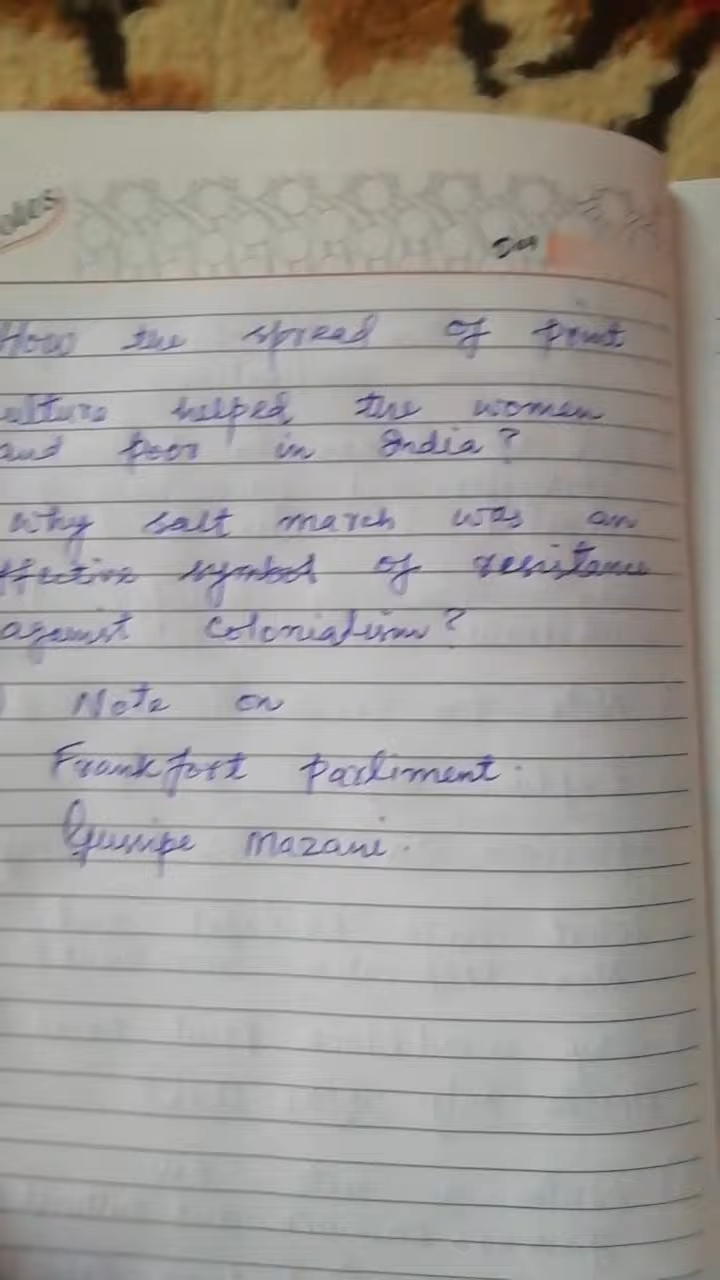 How the spread of print
ulture helped the women
and poor in India?
why salt march was an
ffective symbol of resistance
against Colonialism?
Note on
Frankfort Parliment.
mazani.